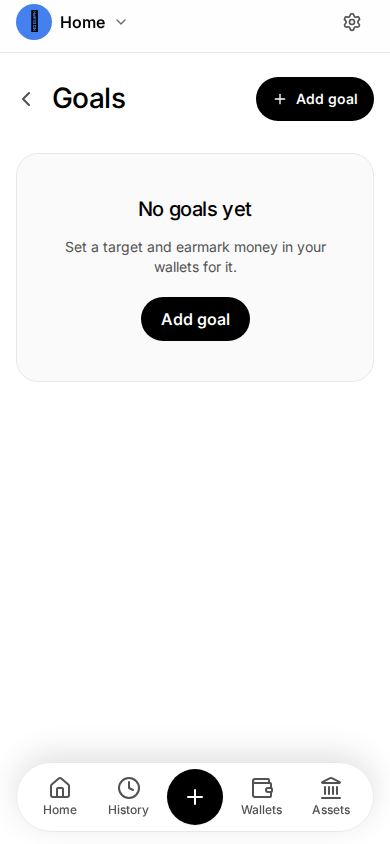 Home
Goals
Add goal
No goals yet
Set a target and earmark money in your
wallets for it.
Add goal
Home
History
Wallets
Assets